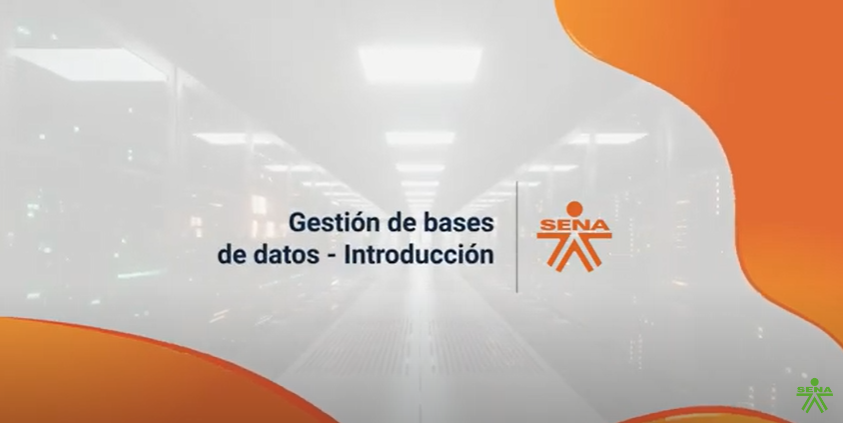 Gestión de bases
de datos - Introducción
SENA
SENA